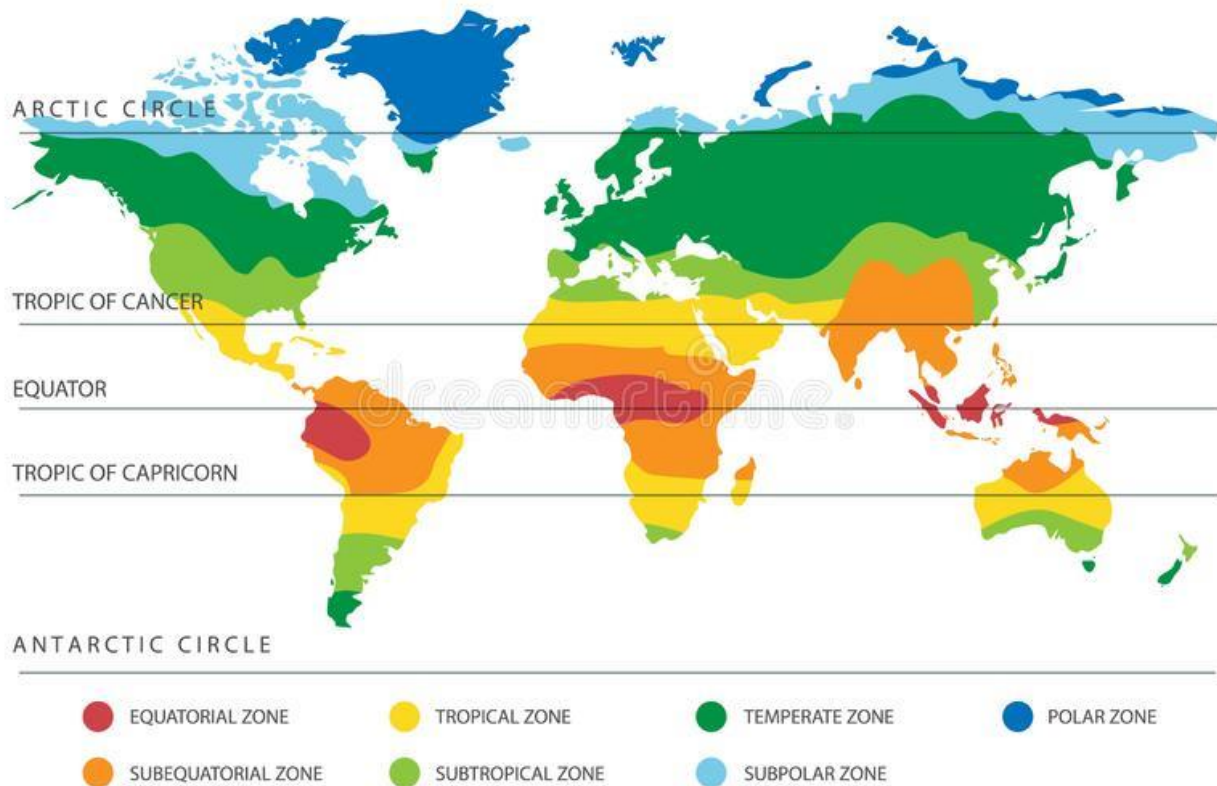 ARCTIC CIRCLE
TROPIC OF CANCER
EQUATOR
dreamstime.
TROPIC OF CAPRICORN
ANTARCTIC CIRCLE
EQUATORIAL ZONE
TROPICAL ZONE
TEMPERATE ZONE
POLAR ZONE
SUBEQUATORIAL ZONE
SUBTROPICAL ZONE
SUBPOLAR ZONE